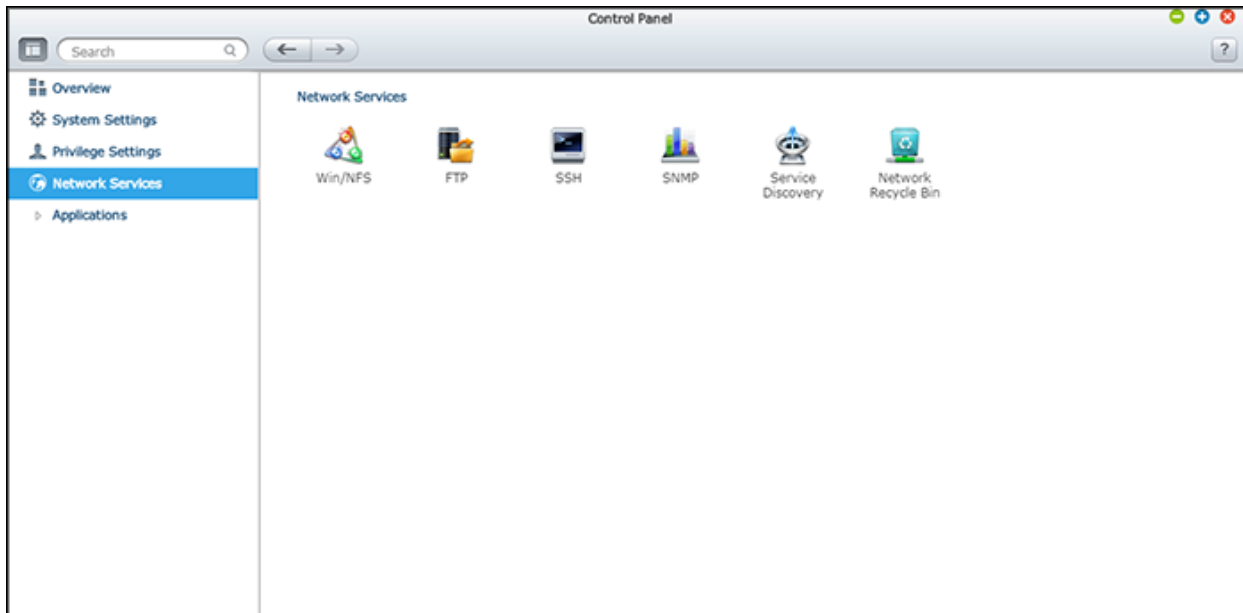 Control Panel
Search
?
Overview
System Settings
Privilege Settings
Network Services
Applications
Network Services
Win/NFS
FTP
SSH
SNMP
Service
Discovery
Network
Recycle Bin